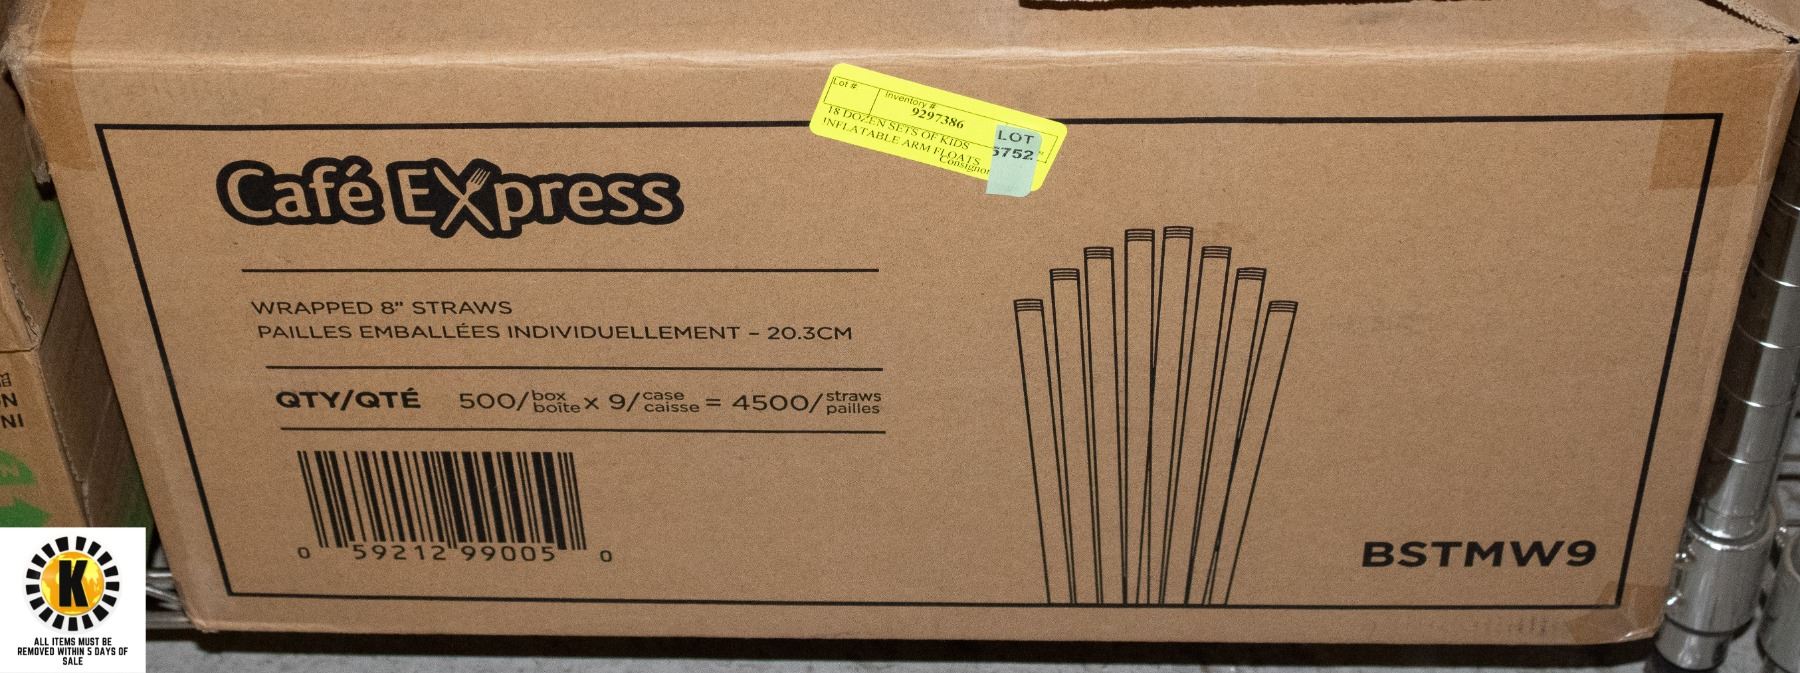 Lot #
Inventory #
9297386
18 DOZEN SETS OF KIDS
INFLATABLE ARM FLOATS
Consignor
LOT
5752
Café EXpress
WRAPPED 8" STRAWS
PAILLES EMBALLÉES INDIVIDUELLEMENT – 20.3CM
QTY/QTÉ 500/box boîte x 9/case caisse = 4500/straws pailles
0 59212 99005 0
BSTMW9
N
NI
K
ALL ITEMS MUST BE
REMOVED WITHIN 5 DAYS OF
SALE